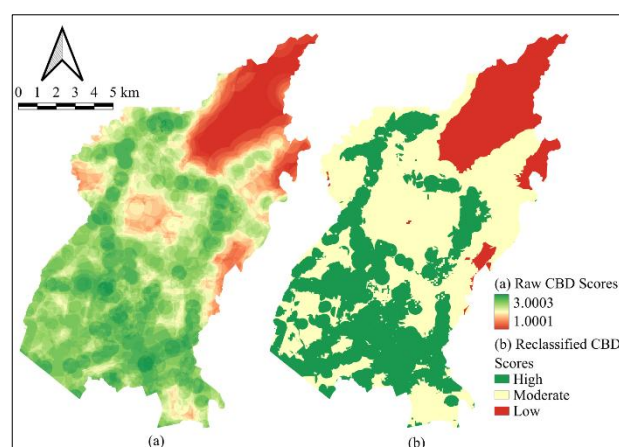 0 1 2 3 4 5 km
(a) Raw CBD Scores
3.0003
1.0001
(b) Reclassified CBD
Scores
High
Moderate
Low
(a)
(b)